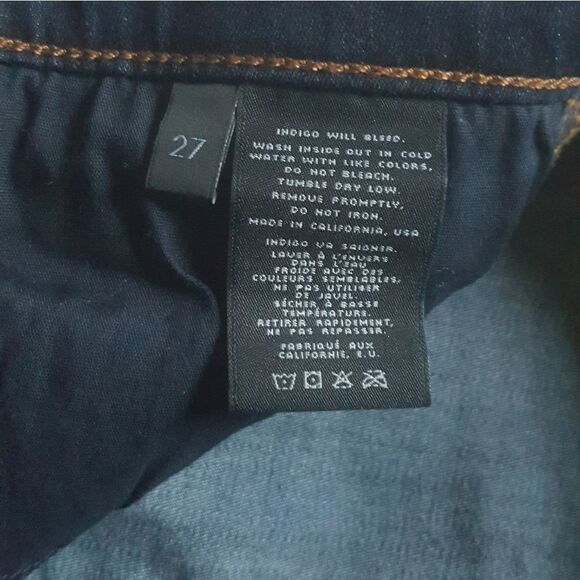 27
INDIGO WILL BLEED.
WASH INSIDE OUT IN COLD
WATER WITH LIKE COLORS,
DO NOT BLEACH.
TUMBLE DRY LOW.
REMOVE PROMPTLY,
DO NOT IRON.
MADE IN CALIFORNIA, USA
INDIGO VA SAIGNER.
LAVER À L'ENVERS
DANS L'EAU
FROIDE AVEC DES
COULEURS SEMBLABLES,
NE PAS UTILISER
DE JAVEL.
SÉCHER À BASSE
TEMPÉRATURE.
RETIRER RAPIDEMENT,
NE PAS REPASSER.
FABRIQUÉ AUX
CALIFORNIE, E.U.